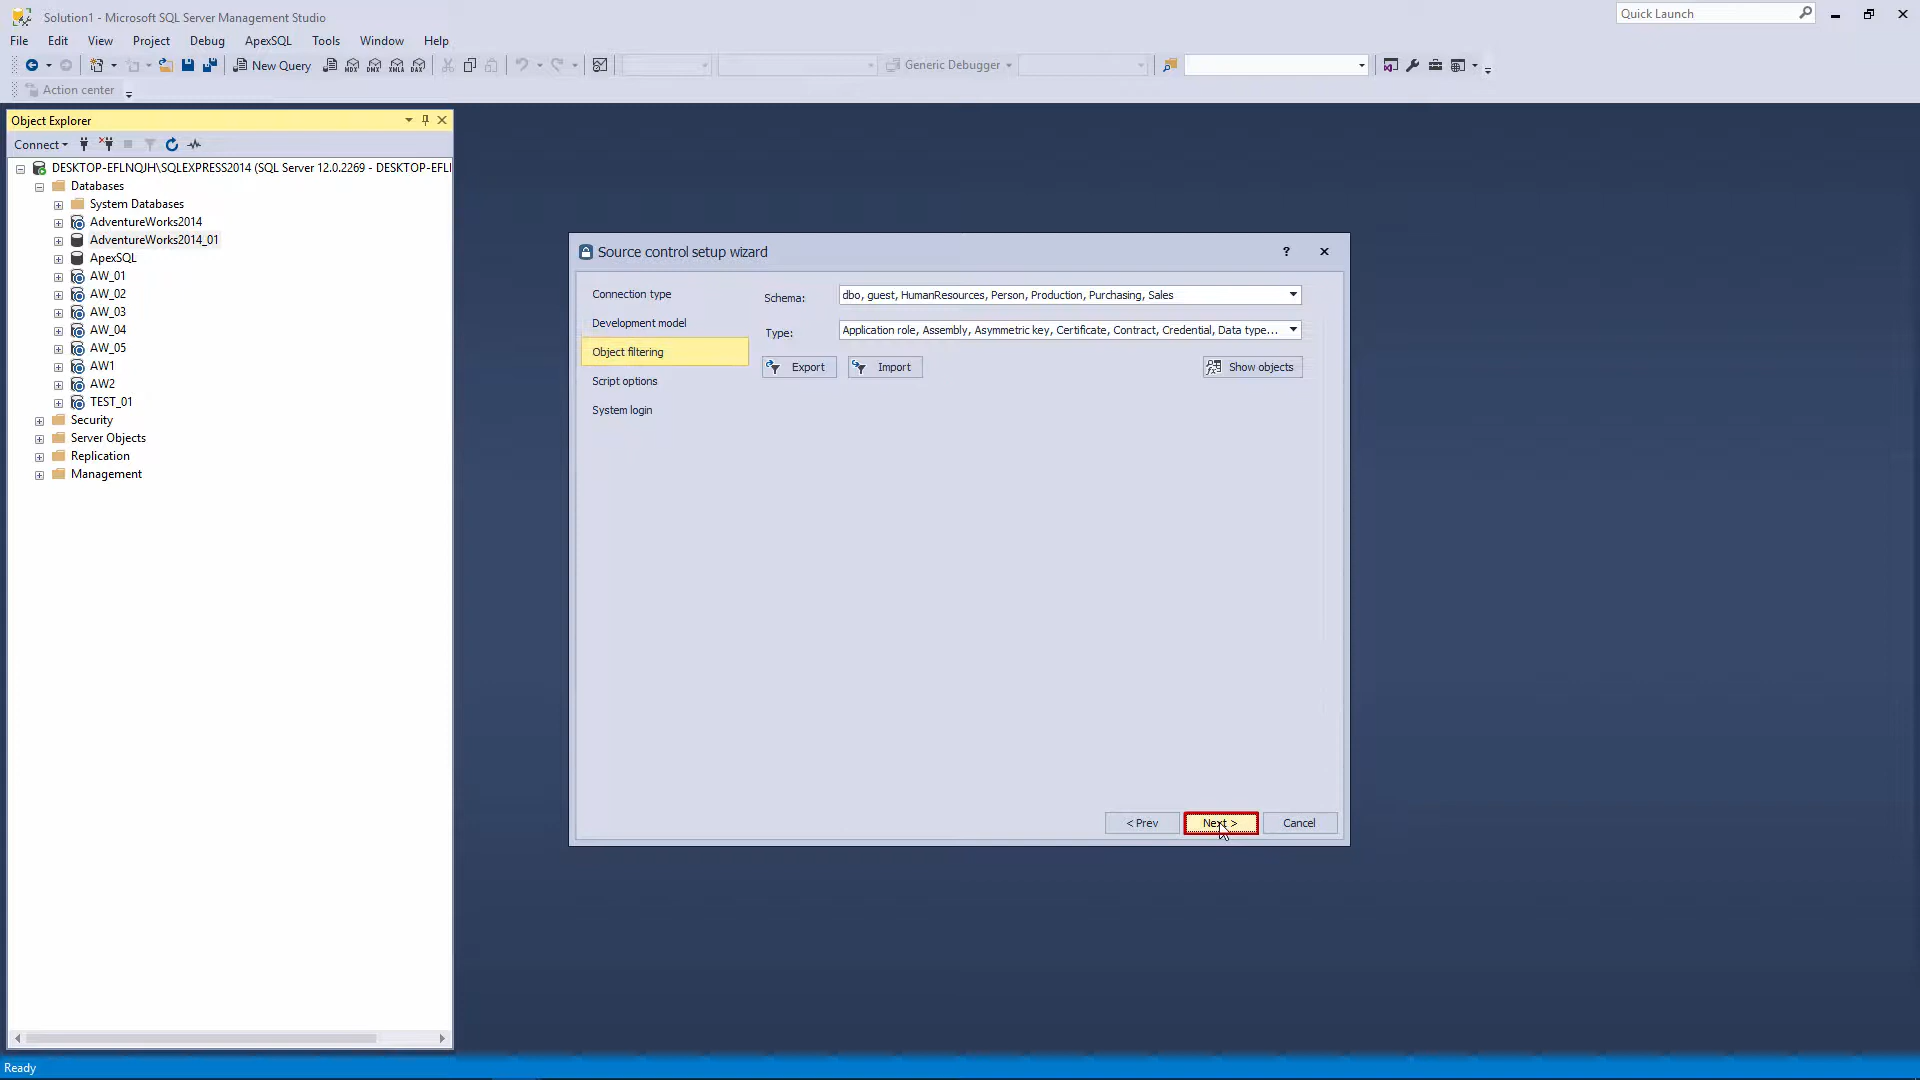 Solution1 - Microsoft SQL Server Management Studio
Quick Launch
File Edit View Project Debug ApexSQL Tools Window Help
New Query
Generic Debugger
Action center
Object Explorer
Connect
DESKTOP-EFLNQJH\SQLEXPRESS2014 (SQL Server 12.0.2269 - DESKTOP-EFLI
Databases
System Databases
AdventureWorks2014
AdventureWorks2014_01
ApexSQL
AW_01
AW_02
AW_03
AW_04
AW_05
AW1
AW2
TEST_01
Security
Server Objects
Replication
Management
Source control setup wizard
?
Connection type
Development model
Object filtering
Script options
System login
Schema: dbo, guest, HumanResources, Person, Production, Purchasing, Sales
Type: Application role, Assembly, Asymmetric key, Certificate, Contract, Credential, Data type...
Export Import Show objects
< Prev Next > Cancel
Ready